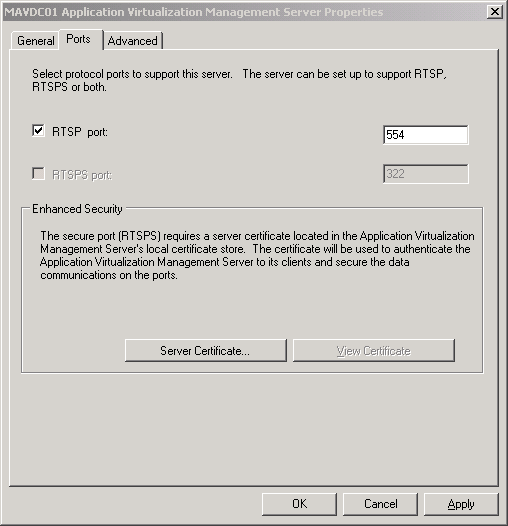 MAVDC01 Application Virtualization Management Server Properties
General Ports Advanced
Select protocol ports to support this server. The server can be set up to support RTSP,
RTSPS or both.
RTSP port: 554
RTSPS port: 322
Enhanced Security
The secure port (RTSPS) requires a server certificate located in the Application Virtualization
Management Server's local certificate store. The certificate will be used to authenticate the
Application Virtualization Management Server to its clients and secure the data
communications on the ports.
Server Certificate... View Certificate
OK Cancel Apply